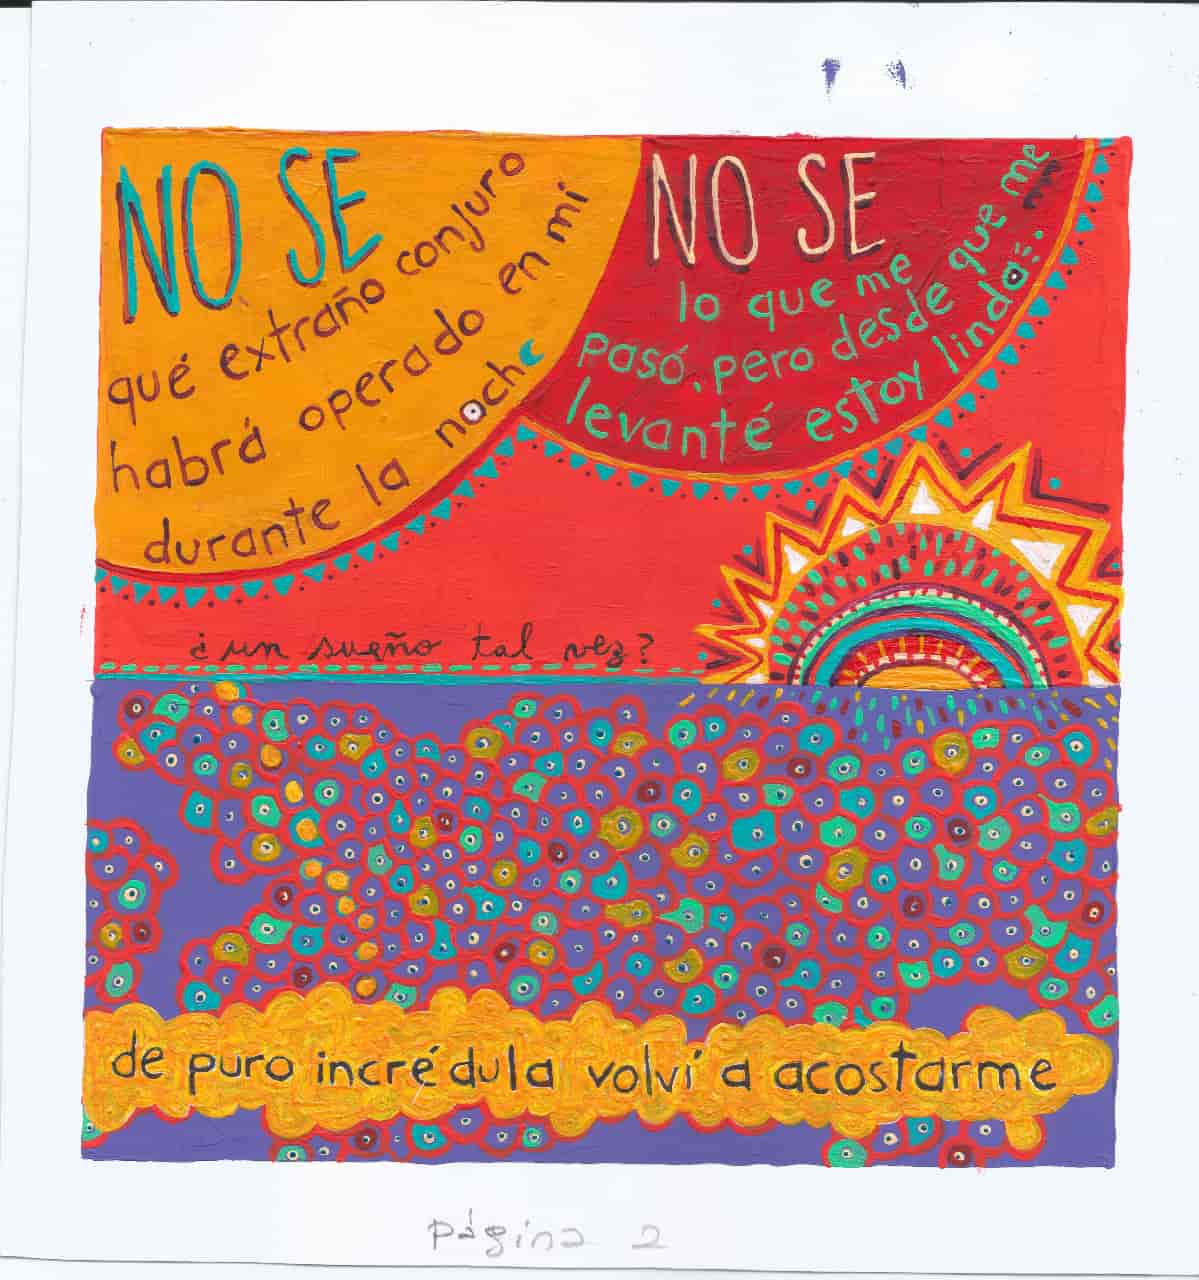 NO SE
qué extraño conjuro
habrá operado en mi
durante la noche
NO SE
lo que me
pasó, pero desde que me
levanté estoy linda
¿un sueño tal vez?
de puro incrédula volví a acostarme
página 2